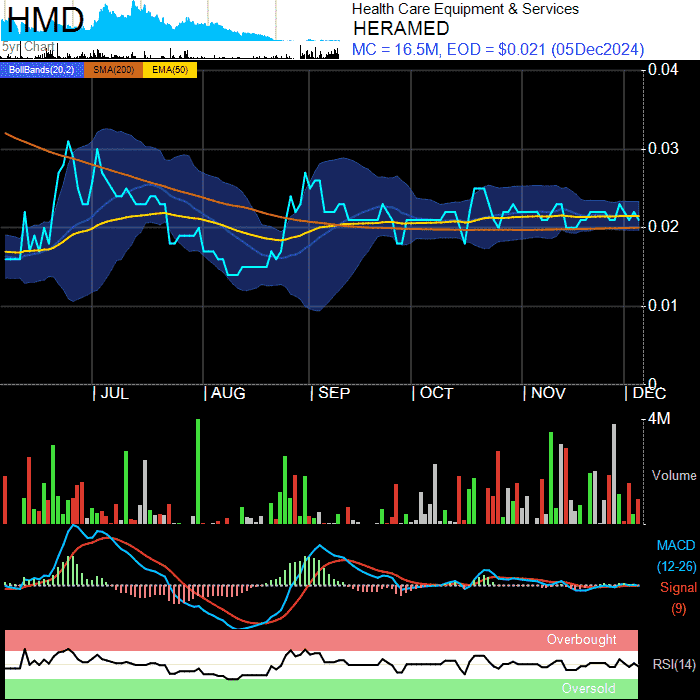 HMD
5yr Chart
Health Care Equipment & Services
HERAMED
MC = 16.5M, EOD = $0.021 (05Dec2024)
BollBands(20,2) SMA(200) EMA(50)
0.04
0.03
0.02
0.01
0
| JUL | AUG | SEP | OCT | NOV | DEC
4M
Volume
MACD
(12-26)
Signal
(9)
Overbought
RSI(14)
Oversold